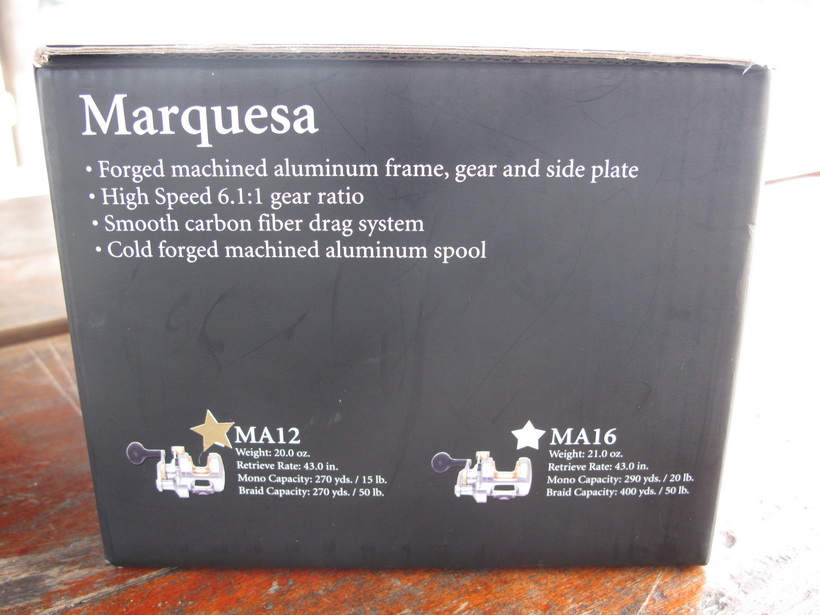 Marquesa
• Forged machined aluminum frame, gear and side plate
• High Speed 6.1:1 gear ratio
• Smooth carbon fiber drag system
• Cold forged machined aluminum spool
MA12
Weight: 20.0 oz.
Retrieve Rate: 43.0 in.
Mono Capacity: 270 yds. / 15 lb.
Braid Capacity: 270 yds. / 50 lb.
MA16
Weight: 21.0 oz.
Retrieve Rate: 43.0 in.
Mono Capacity: 290 yds. / 20 lb.
Braid Capacity: 400 yds. / 50 lb.